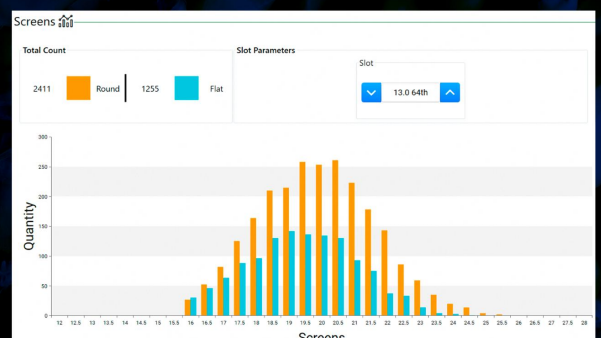 Screens
Total Count
Slot Parameters
2411 Round 1255 Flat
Slot
13.0 64th
300
250
200
150
100
50
0
Quantity
12 12.5 13 13.5 14 14.5 15 15.5 16 16.5 17 17.5 18 18.5 19 19.5 20 20.5 21 21.5 22 22.5 23 23.5 24 24.5 25 25.5 26 26.5 27 27.5 28
Screens